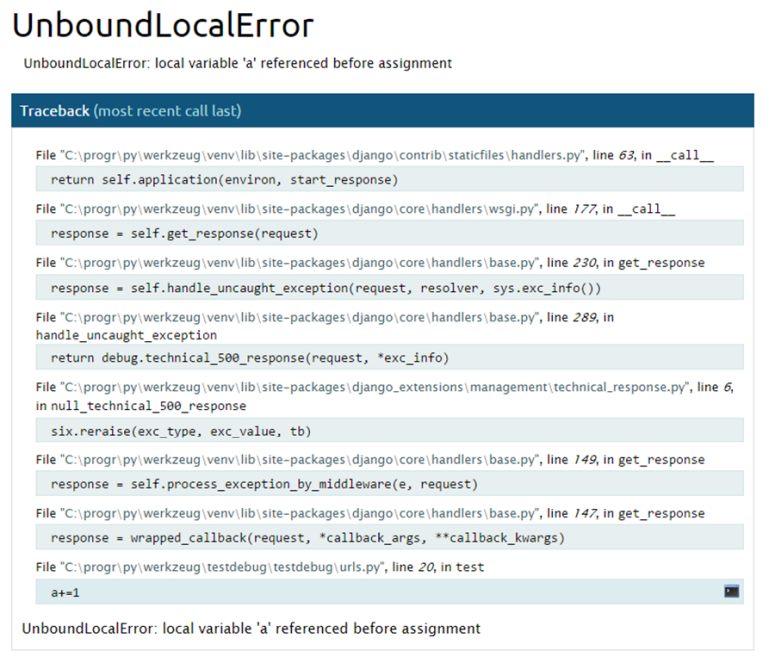 UnboundLocalError
UnboundLocalError: local variable 'a' referenced before assignment
Traceback (most recent call last)
File "C:\progr\py\werkzeug\venv\lib\site-packages\django\contrib\staticfiles\handlers.py", line 63, in __call__
return self.application(environ, start_response)
File "C:\progr\py\werkzeug\venv\lib\site-packages\django\core\handlers\wsgi.py", line 177, in __call__
response = self.get_response(request)
File "C:\progr\py\werkzeug\venv\lib\site-packages\django\core\handlers\base.py", line 230, in get_response
response = self.handle_uncaught_exception(request, resolver, sys.exc_info())
File "C:\progr\py\werkzeug\venv\lib\site-packages\django\core\handlers\base.py", line 289, in
handle_uncaught_exception
return debug.technical_500_response(request, *exc_info)
File "C:\progr\py\werkzeug\venv\lib\site-packages\django_extensions\management\technical_response.py", line 6,
in null_technical_500_response
six.reraise(exc_type, exc_value, tb)
File "C:\progr\py\werkzeug\venv\lib\site-packages\django\core\handlers\base.py", line 149, in get_response
response = self.process_exception_by_middleware(e, request)
File "C:\progr\py\werkzeug\venv\lib\site-packages\django\core\handlers\base.py", line 147, in get_response
response = wrapped_callback(request, *callback_args, **callback_kwargs)
File "C:\progr\py\werkzeug\testdebug\testdebug\urls.py", line 20, in test
a+=1
UnboundLocalError: local variable 'a' referenced before assignment